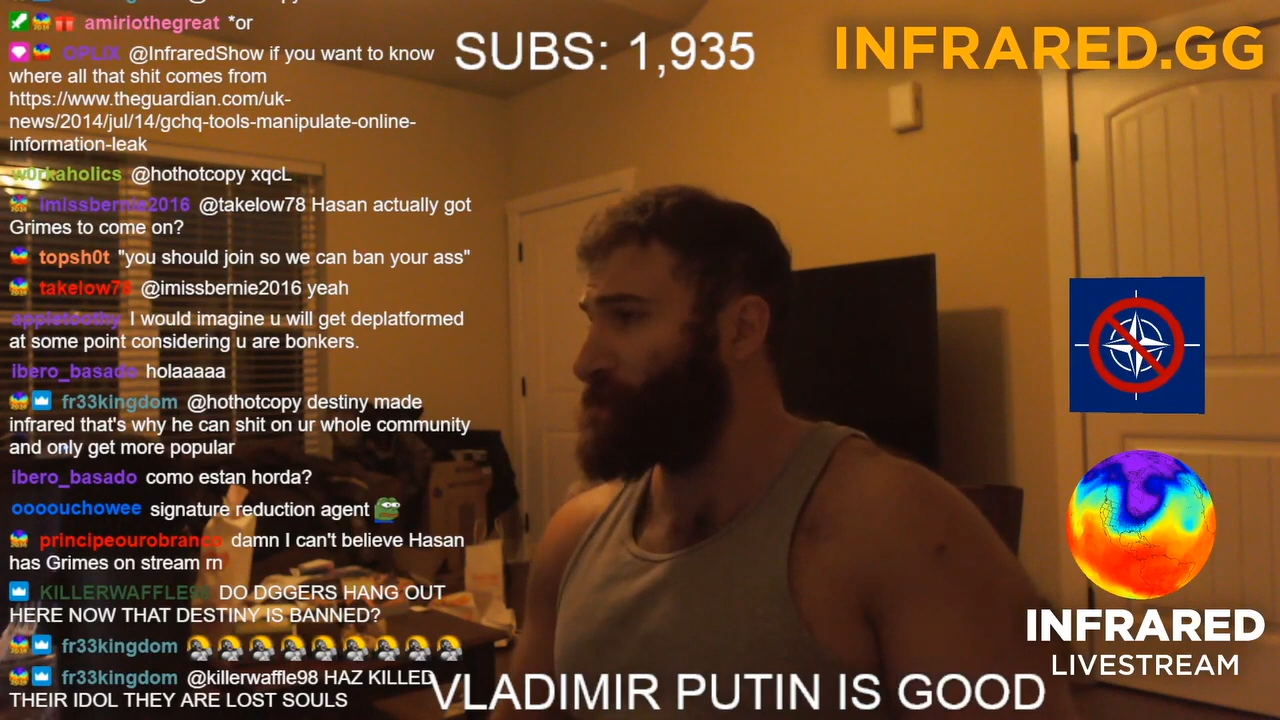 amiriothegreat *or
SUBS: 1,935
INFRARED.GG
OPLIX @InfraredShow if you want to know
where all that shit comes from
https://www.theguardian.com/uk-
news/2014/jul/14/gchq-tools-manipulate-online-
information-leak
w0rkaholics @hothotcopy xqcL
imissbernie2016 @takelow78 Hasan actually got
Grimes to come on?
topsh0t "you should join so we can ban your ass"
takelow78 @imissbernie2016 yeah
appletoothy I would imagine u will get deplatformed
at some point considering u are bonkers.
ibero_basado holaaaaa
fr33kingdom @hothotcopy destiny made
infrared that's why he can shit on ur whole community
and only get more popular
ibero_basado como estan horda?
oooouchowee signature reduction agent
principeourobranco damn I can't believe Hasan
has Grimes on stream rn
KILLERWAFFLE98 DO DGGERS HANG OUT
HERE NOW THAT DESTINY IS BANNED?
fr33kingdom
fr33kingdom @killerwaffle98 HAZ KILLED
THEIR IDOL THEY ARE LOST SOULS
INFRARED
LIVESTREAM
VLADIMIR PUTIN IS GOOD